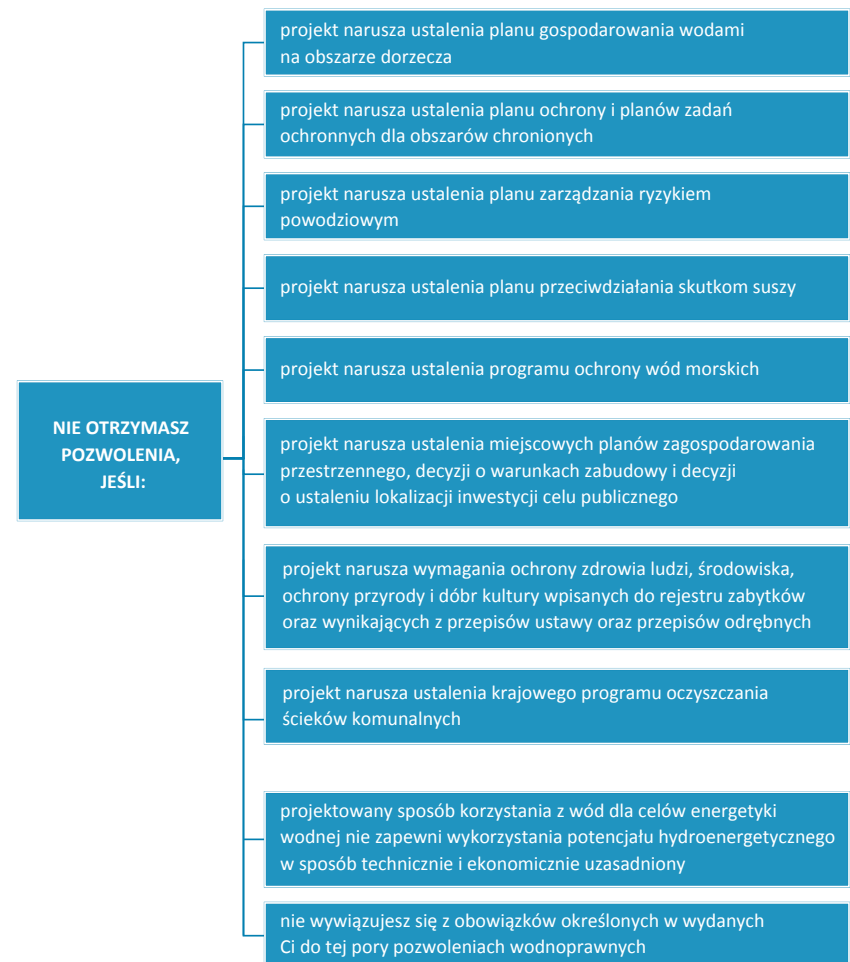 NIE OTRZYMASZ
POZWOLENIA,
JEŚLI:
projekt narusza ustalenia planu gospodarowania wodami
na obszarze dorzecza
projekt narusza ustalenia planu ochrony i planów zadań
ochronnych dla obszarów chronionych
projekt narusza ustalenia planu zarządzania ryzykiem
powodziowym
projekt narusza ustalenia planu przeciwdziałania skutkom suszy
projekt narusza ustalenia programu ochrony wód morskich
projekt narusza ustalenia miejscowych planów zagospodarowania
przestrzennego, decyzji o warunkach zabudowy i decyzji
o ustaleniu lokalizacji inwestycji celu publicznego
projekt narusza wymagania ochrony zdrowia ludzi, środowiska,
ochrony przyrody i dóbr kultury wpisanych do rejestru zabytków
oraz wynikających z przepisów ustawy oraz przepisów odrębnych
projekt narusza ustalenia krajowego programu oczyszczania
ścieków komunalnych
projektowany sposób korzystania z wód dla celów energetyki
wodnej nie zapewni wykorzystania potencjału hydroenergetycznego
w sposób technicznie i ekonomicznie uzasadniony
nie wywiązujesz się z obowiązków określonych w wydanych
Ci do tej pory pozwoleniach wodnoprawnych